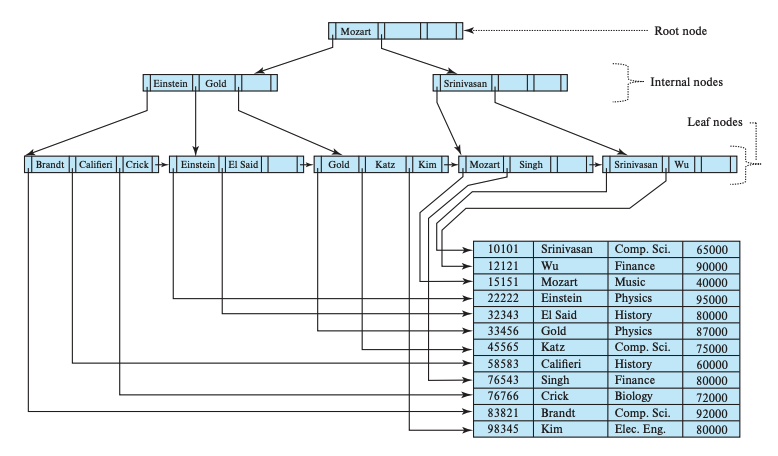 Mozart
Root node
Einstein Gold
Srinivasan
Internal nodes
Leaf nodes
Brandt Califieri Crick Einstein El Said Gold Katz Kim Mozart Singh Srinivasan Wu
10101 Srinivasan Comp. Sci. 65000
12121 Wu Finance 90000
15151 Mozart Music 40000
22222 Einstein Physics 95000
32343 El Said History 80000
33456 Gold Physics 87000
45565 Katz Comp. Sci. 75000
58583 Califieri History 60000
76543 Singh Finance 80000
76766 Crick Biology 72000
83821 Brandt Comp. Sci. 92000
98345 Kim Elec. Eng. 80000